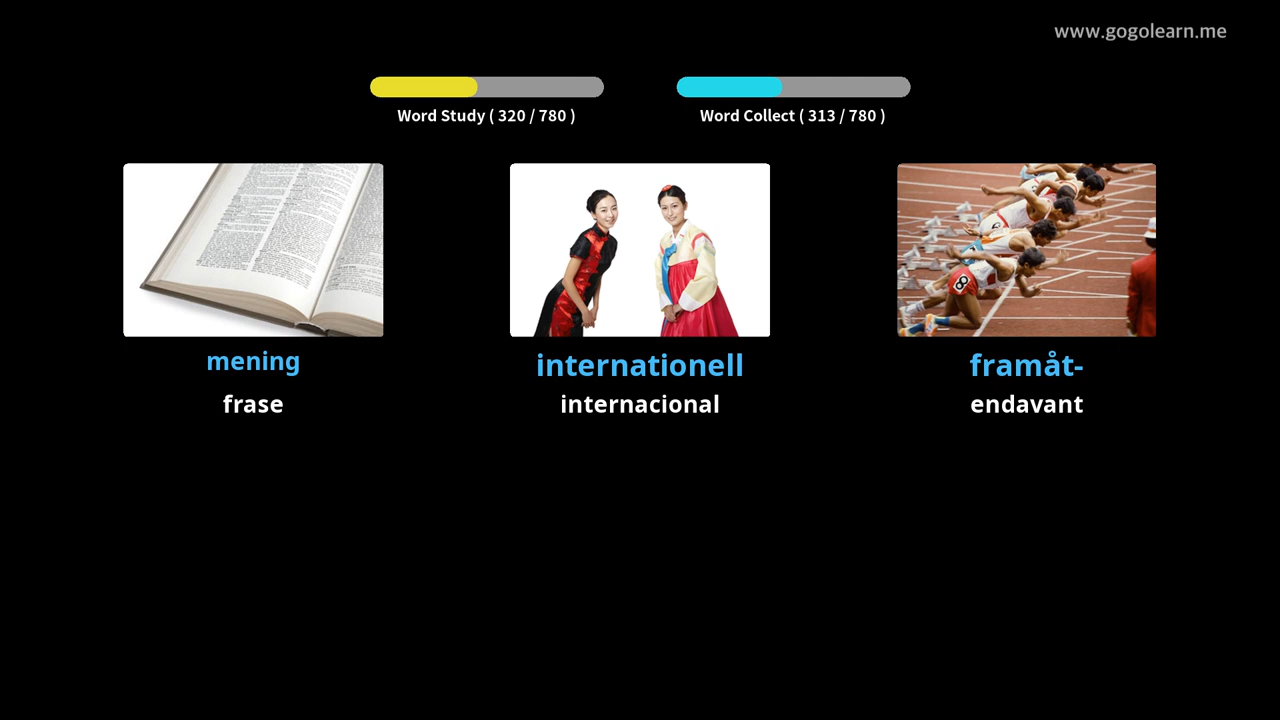 www.gogolearn.me
Word Study ( 320 / 780 )
Word Collect ( 313 / 780 )
mening
frase
internationell
internacional
framåt-
endavant